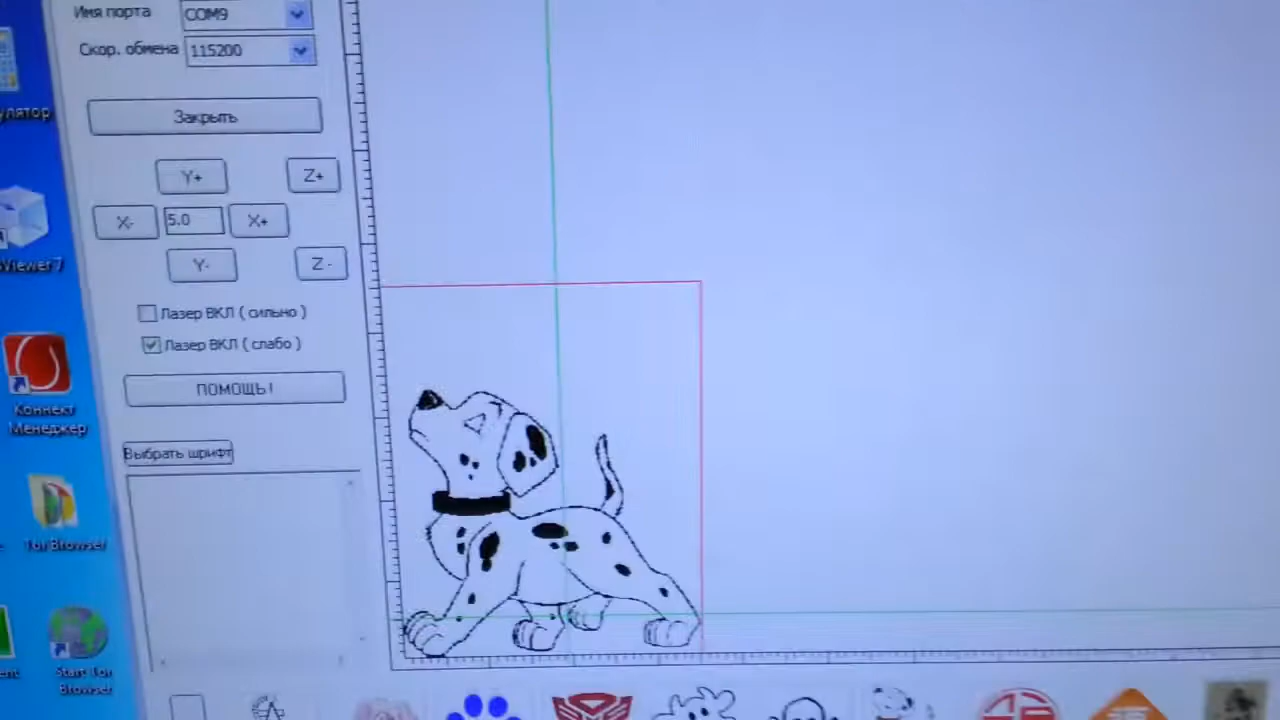 Имя порта COM9
Скор. обмена 115200
Закрыть
Y+ Z+
X- 5.0 X+
Y- Z-
Лазер ВКЛ ( сильно )
Лазер ВКЛ ( слабо )
ПОМОЩЬ!
Выбрать шрифт
улятор
Viewer7
Коннект
Менеджер
Tor Browser
Start Tor
Browser